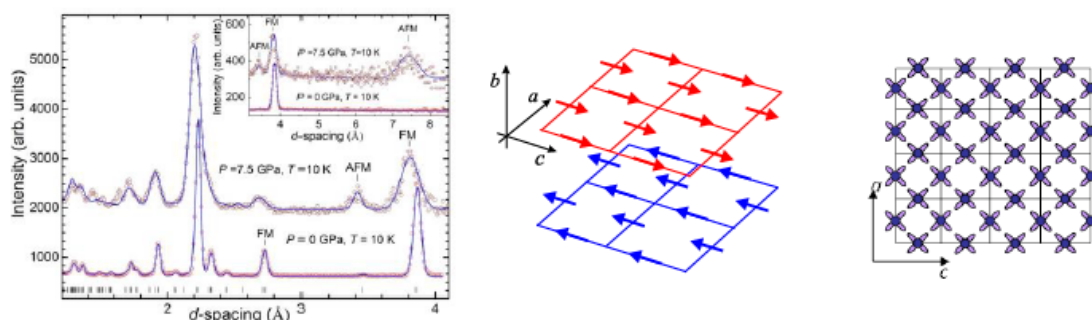 600
FM
AFM
AFM
P =7.5 GPa, T=10 K
400
P = 0 GPa, T = 10 K
200
Intensity (arb. units)
4
5
6
7
8
d-spacing (Å)
5000
4000
3000
2000
1000
Intensity (arb. units)
FM
AFM
P =7.5 GPa, T = 10 K
FM
P = 0 GPa, T = 10 K
2
3
4
d-spacing (Å)
b
a
c
a
c